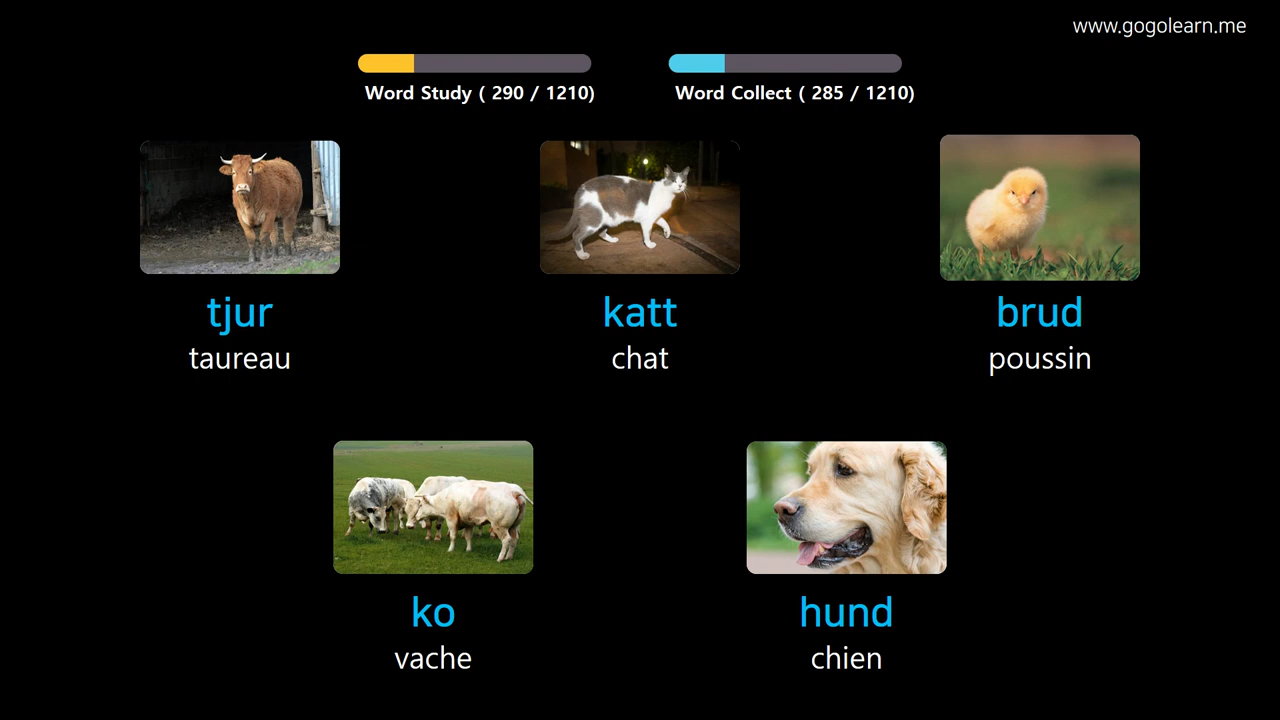 www.gogolearn.me
Word Study ( 290 / 1210)
Word Collect ( 285 / 1210)
tjur
taureau
katt
chat
brud
poussin
ko
vache
hund
chien